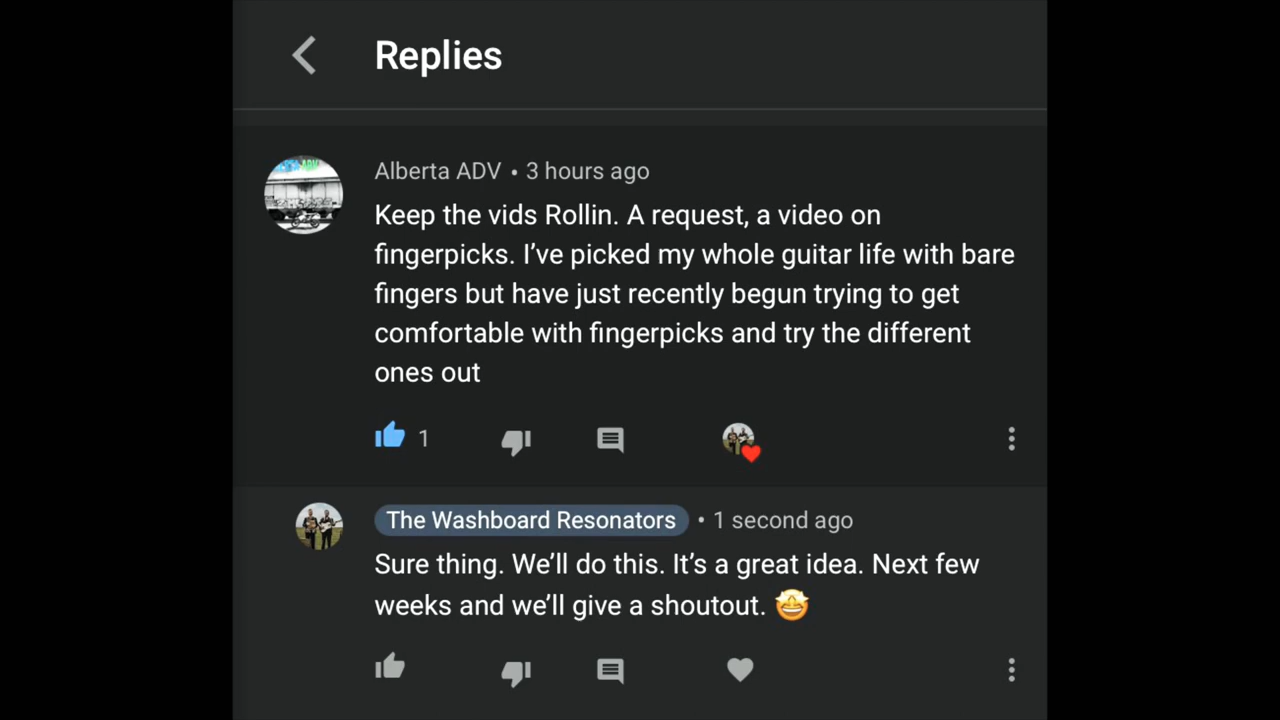 Replies
Alberta ADV • 3 hours ago
Keep the vids Rollin. A request, a video on
fingerpicks. I’ve picked my whole guitar life with bare
fingers but have just recently begun trying to get
comfortable with fingerpicks and try the different
ones out
1
The Washboard Resonators • 1 second ago
Sure thing. We’ll do this. It’s a great idea. Next few
weeks and we’ll give a shoutout. 🤩